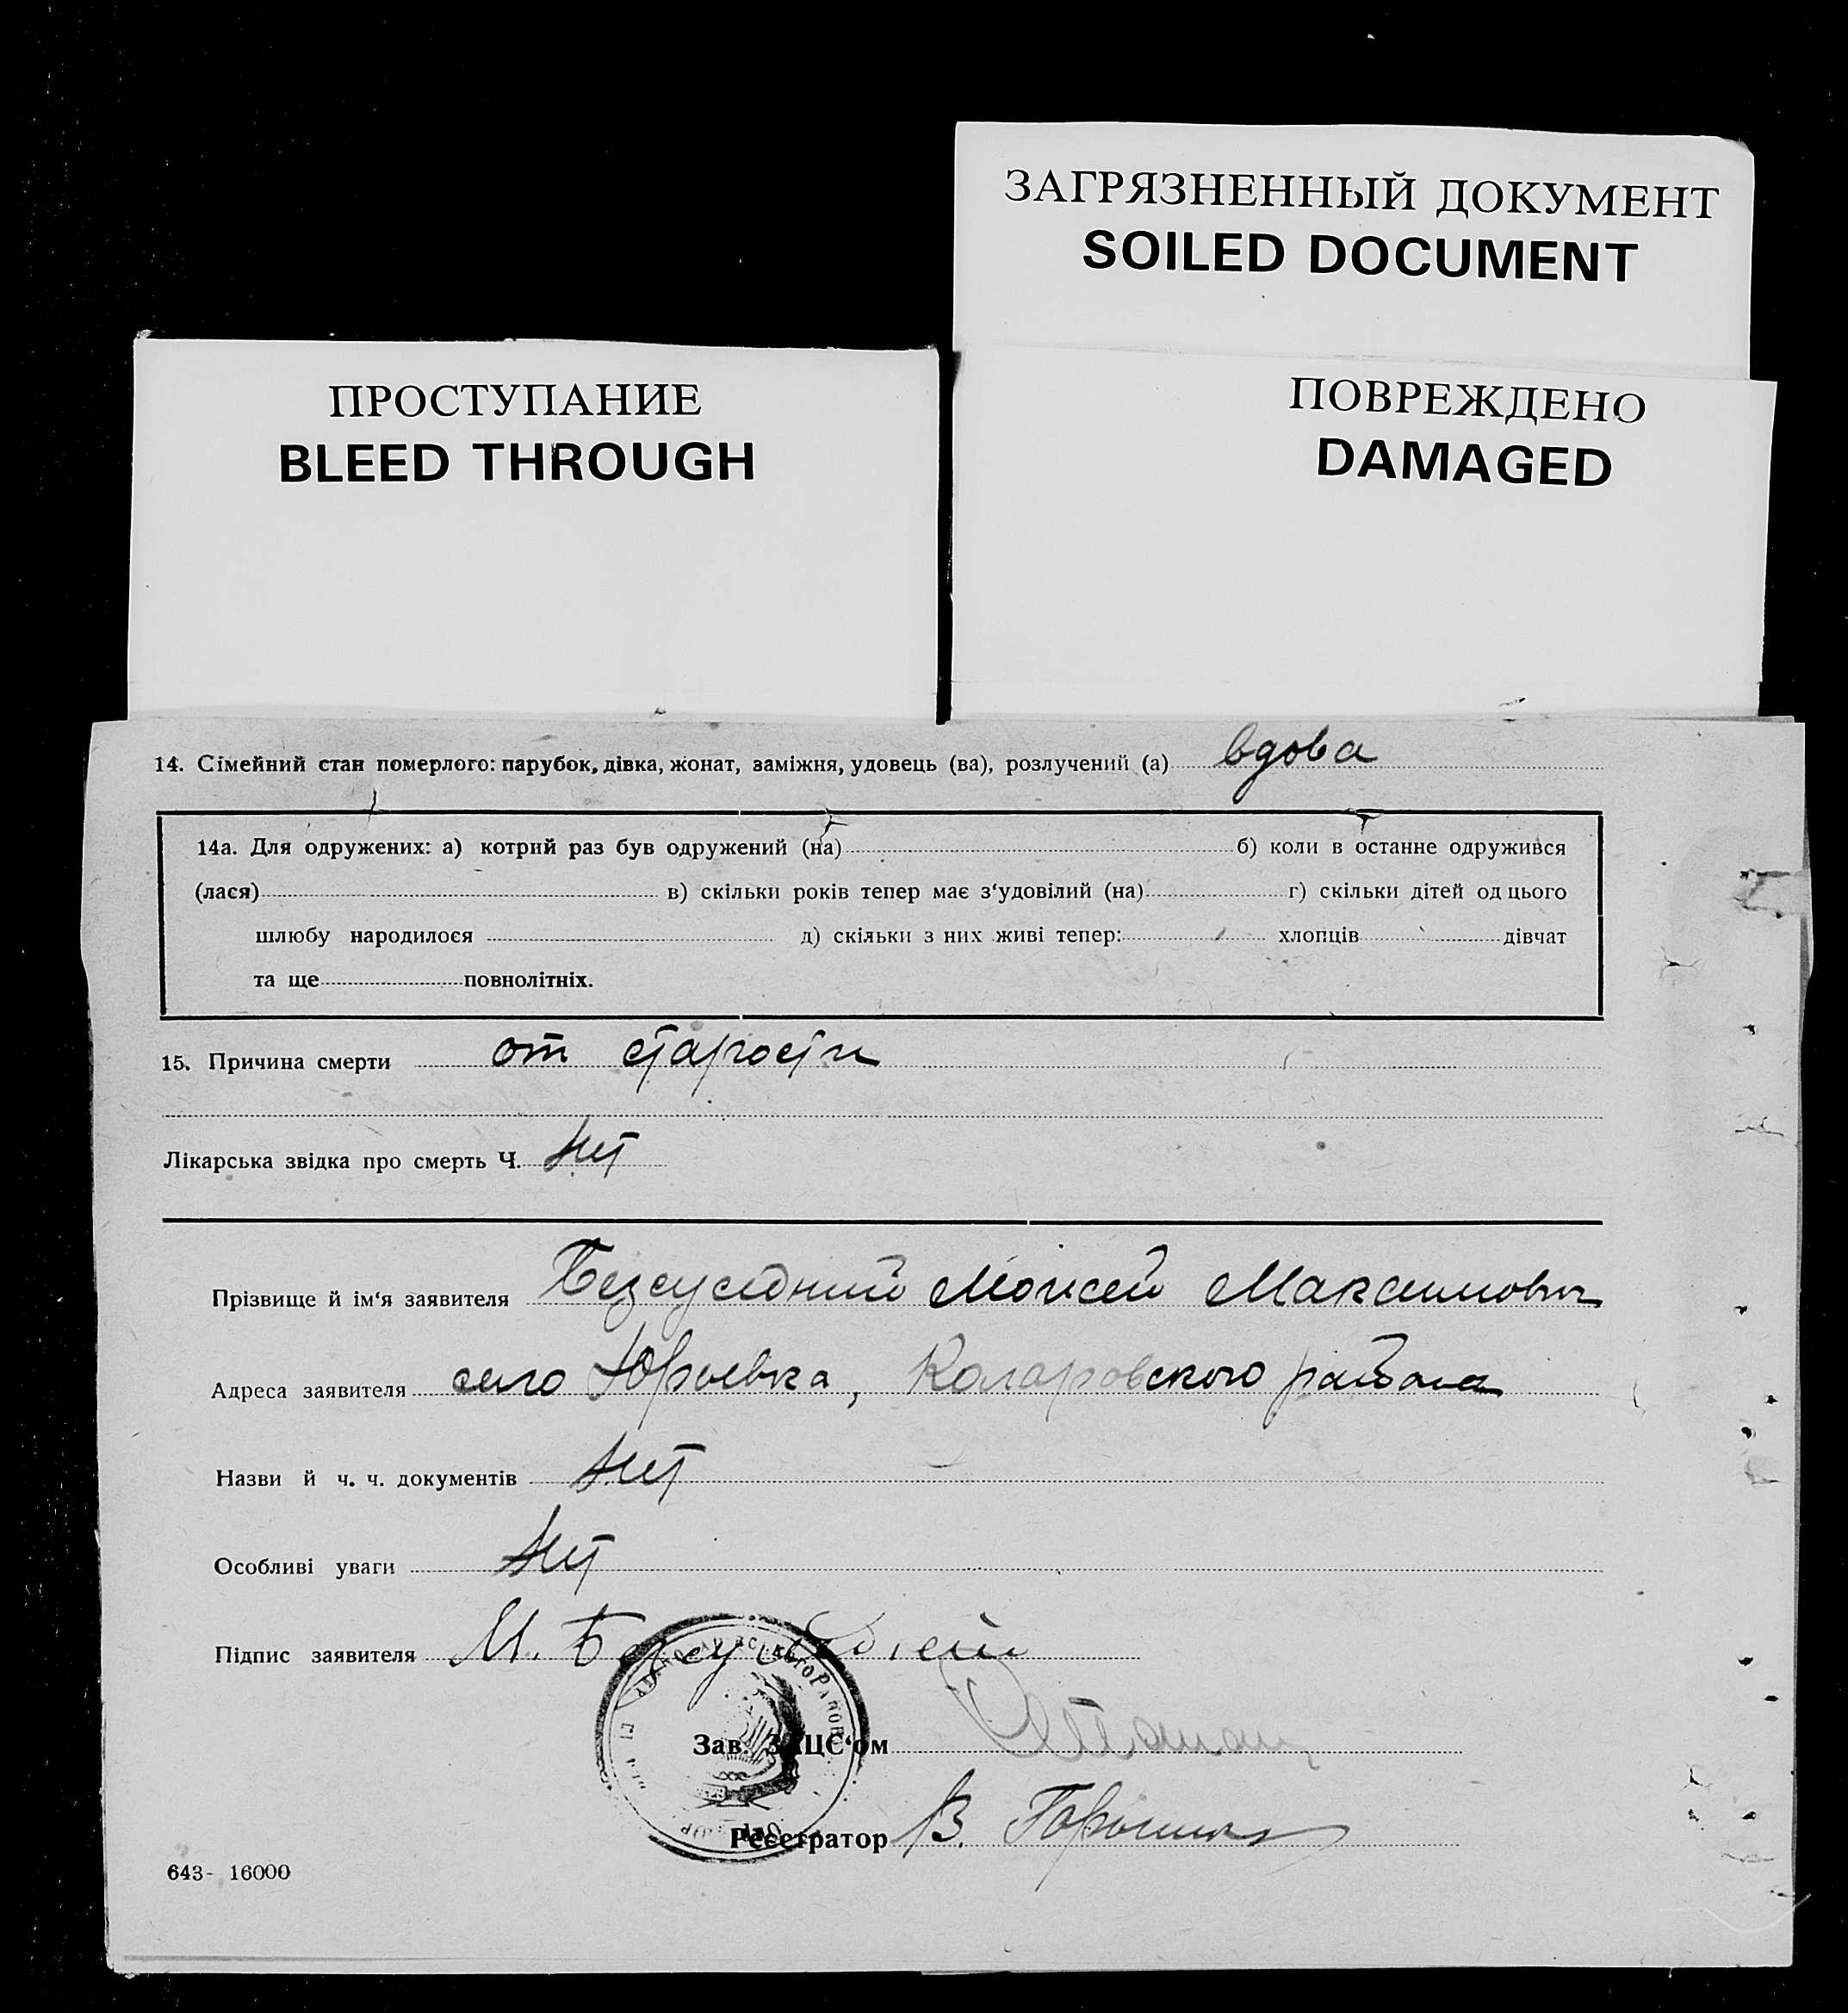 ЗАГРЯЗНЕННЫЙ ДОКУМЕНТ
SOILED DOCUMENT
ПРОСТУПАНИЕ
BLEED THROUGH
ПОВРЕЖДЕНО
DAMAGED
14. Сімейний стан померлого: парубок, дівка, жонат, заміжня, удовець (ва), розлучений (а) вдова
14а. Для одружених: а) котрий раз був одружений (на) б) коли в останне одружився
(лася) в) скільки років тепер має з‘удовілий (на) г) скільки дітей од цього
шлюбу народилося д) скільки з них живі тепер: хлопців дівчат
та ще повнолітніх.
15. Причина смерти от старости
Лікарська звідка про смерть Ч. нет
Прізвище й ім‘я заявителя Безсуедний Моисей Максимович
Адреса заявителя село Юрьевка, Коларовского района
Назви й ч. ч. документів нет
Особливі уваги нет
Підпис заявителя М.
Зав. ЗАЦС‘ом
Реєстратор В.
643- 16000